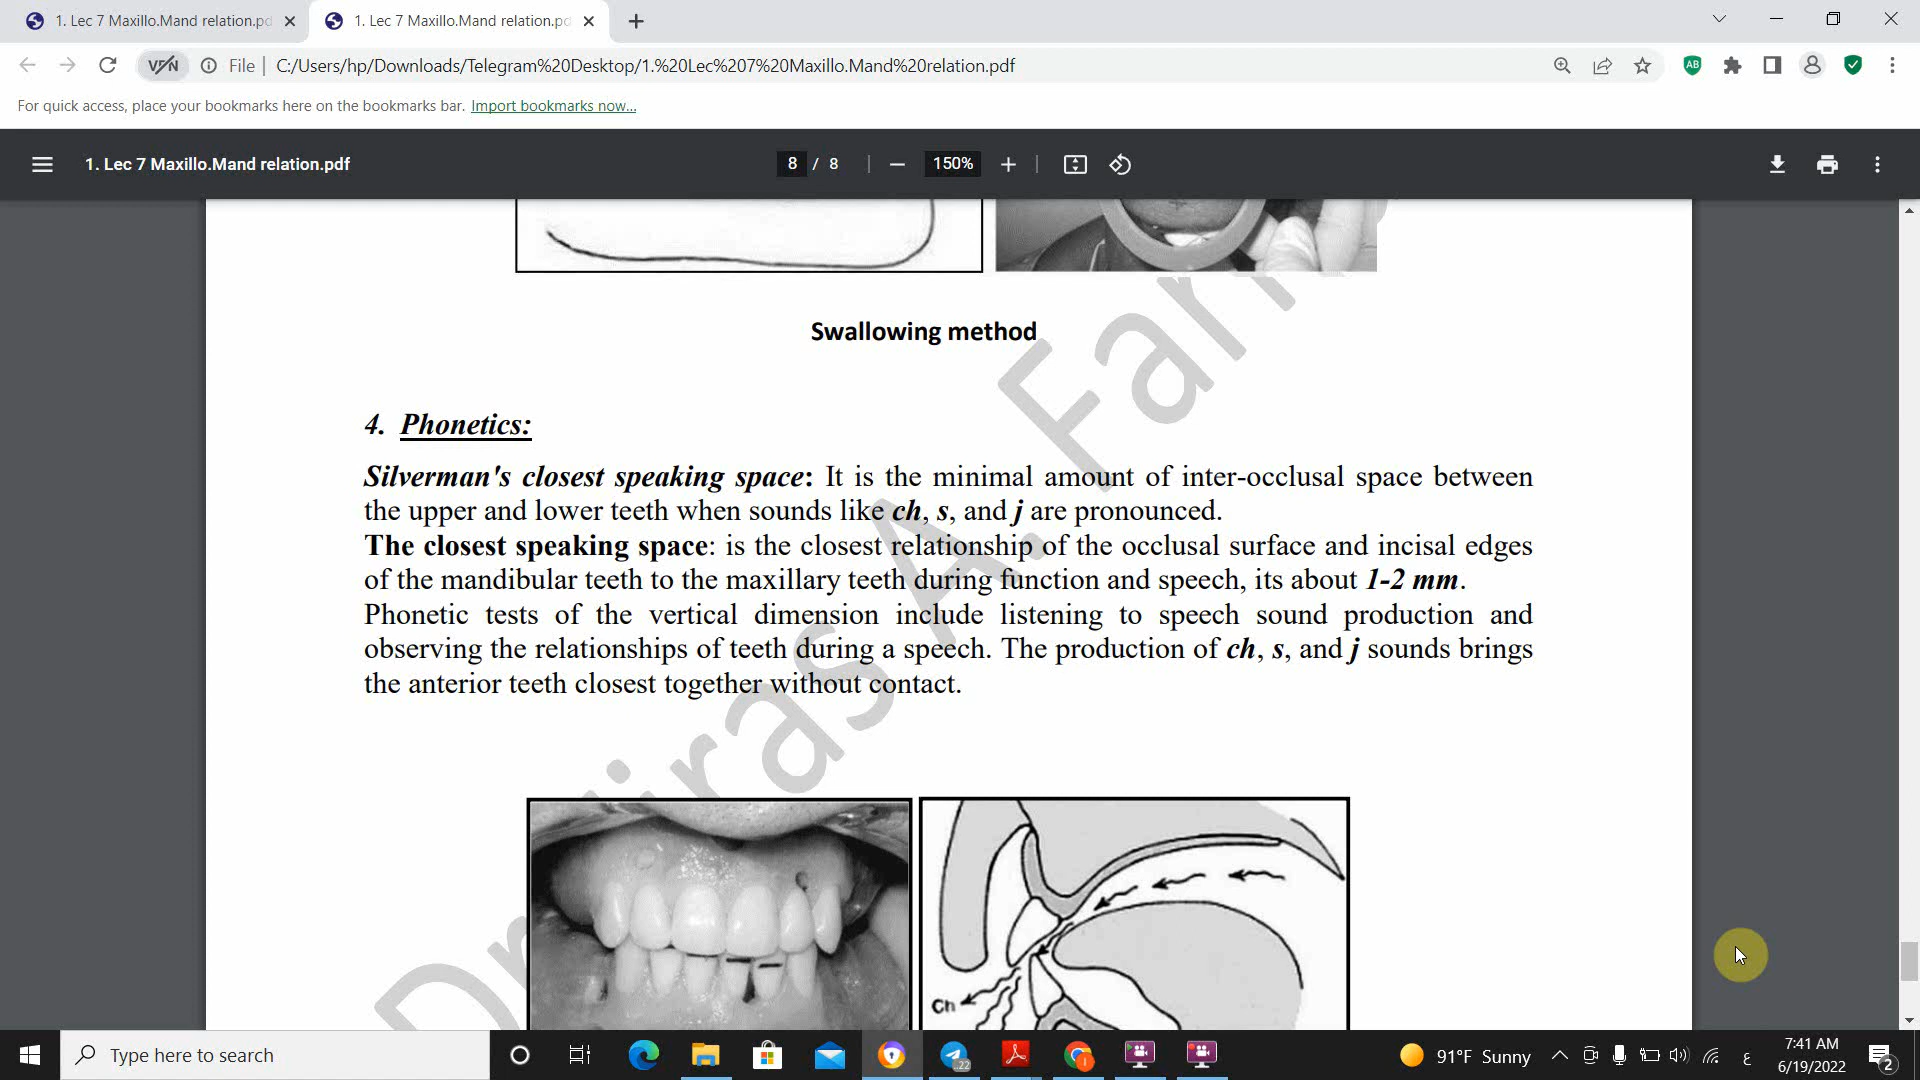 1. Lec 7 Maxillo.Mand relation.pd
1. Lec 7 Maxillo.Mand relation.pd
VPN
File
C:/Users/hp/Downloads/Telegram%20Desktop/1.%20Lec%207%20Maxillo.Mand%20relation.pdf
AB
For quick access, place your bookmarks here on the bookmarks bar. Import bookmarks now...
1. Lec 7 Maxillo.Mand relation.pdf
8 / 8
150%
Swallowing method
4. Phonetics:
Silverman's closest speaking space: It is the minimal amount of inter-occlusal space between
the upper and lower teeth when sounds like ch, s, and j are pronounced.
The closest speaking space: is the closest relationship of the occlusal surface and incisal edges
of the mandibular teeth to the maxillary teeth during function and speech, its about 1-2 mm.
Phonetic tests of the vertical dimension include listening to speech sound production and
observing the relationships of teeth during a speech. The production of ch, s, and j sounds brings
the anterior teeth closest together without contact.
Ch
Type here to search
22
91°F Sunny
ع
7:41 AM
6/19/2022
2